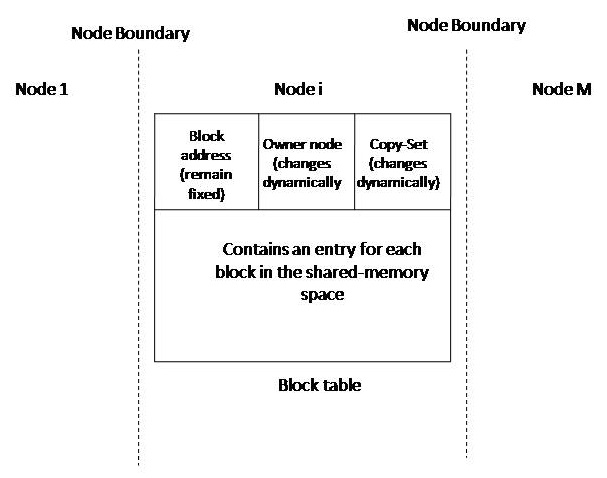 Node Boundary
Node Boundary
Node 1
Node i
Node M
Block
address
(remain
fixed)
Owner node
(changes
dynamically
Copy-Set
(changes
dynamically)
Contains an entry for each
block in the shared-memory
space
Block table